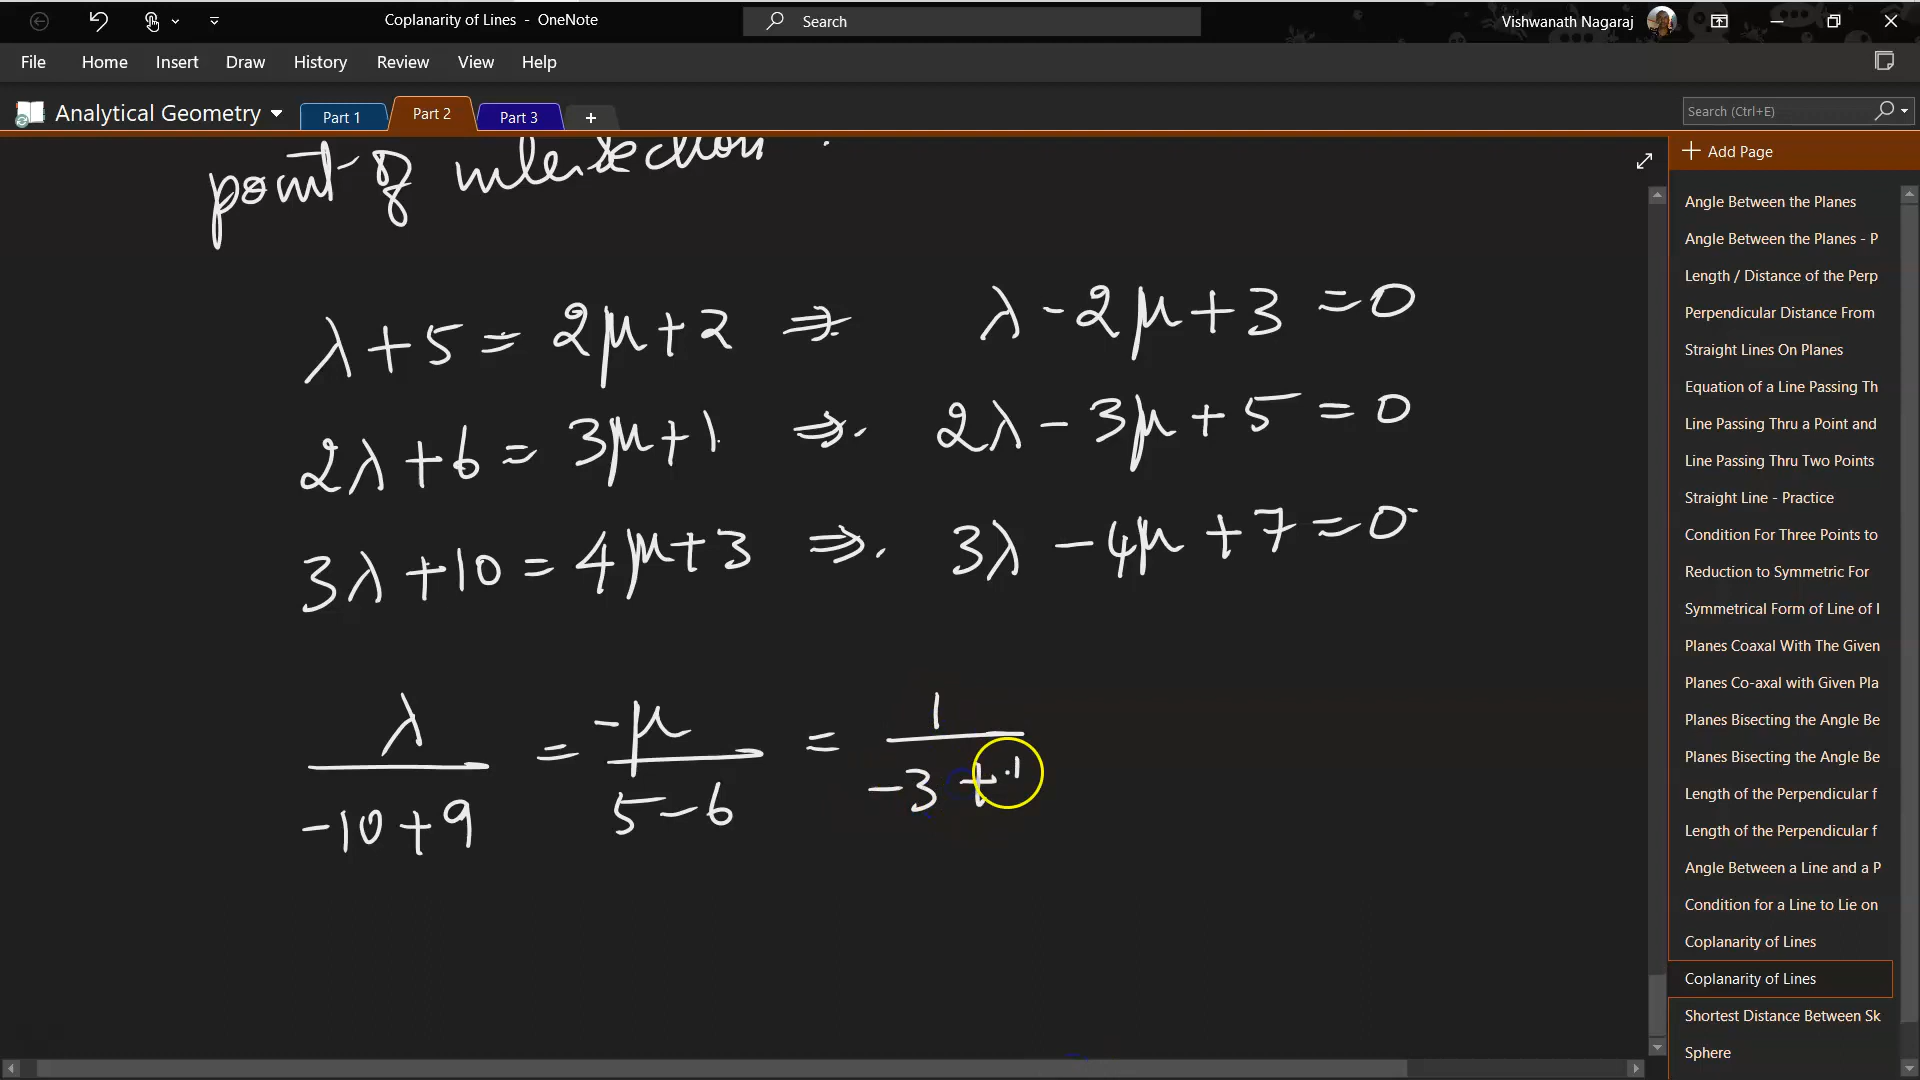 Coplanarity of Lines - OneNote
Search
Vishwanath Nagaraj
File Home Insert Draw History Review View Help
Analytical Geometry Part 1 Part 2 Part 3 +
Search (Ctrl+E)
Add Page
point of intersection.
λ+5 = 2μ+2 ⇒ λ-2μ+3 =0
2λ+6 = 3μ+1 ⇒ 2λ-3μ+5=0
3λ+10=4μ+3 ⇒ 3λ-4μ+7=0
λ/-10+9 = -μ/5-6 = 1/-3+
Angle Between the Planes
Angle Between the Planes - P
Length / Distance of the Perp
Perpendicular Distance From
Straight Lines On Planes
Equation of a Line Passing Th
Line Passing Thru a Point and
Line Passing Thru Two Points
Straight Line - Practice
Condition For Three Points to
Reduction to Symmetric For
Symmetrical Form of Line of I
Planes Coaxal With The Given
Planes Co-axal with Given Pla
Planes Bisecting the Angle Be
Planes Bisecting the Angle Be
Length of the Perpendicular f
Length of the Perpendicular f
Angle Between a Line and a P
Condition for a Line to Lie on
Coplanarity of Lines
Coplanarity of Lines
Shortest Distance Between Sk
Sphere